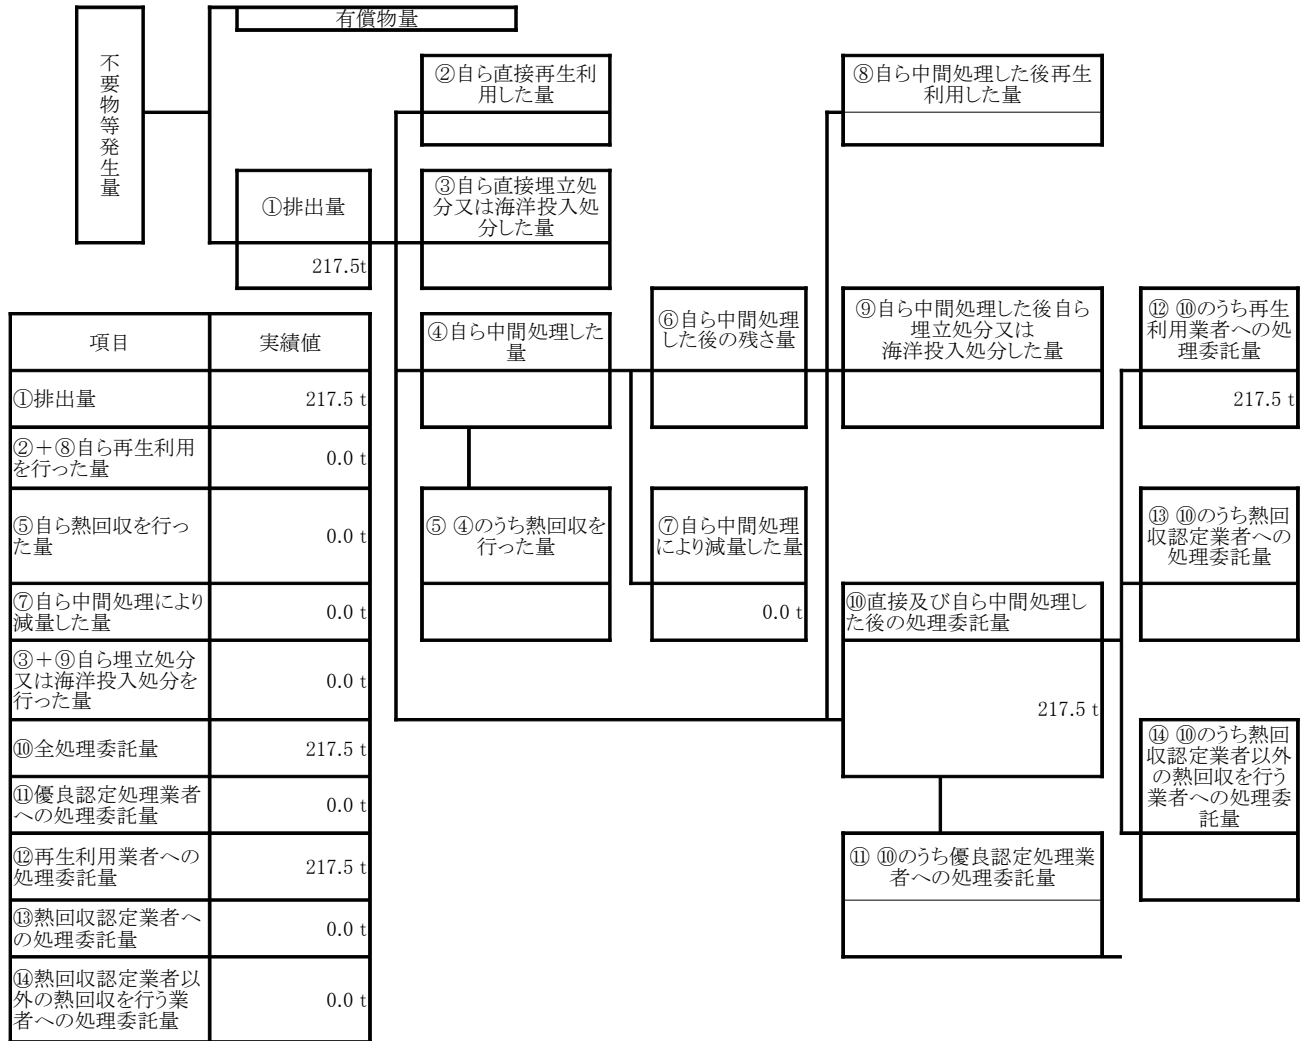 有償物量
不要物等発生量
②自ら直接再生利
用した量
⑧自ら中間処理した後再生
利用した量
①排出量
217.5t
③自ら直接埋立処
分又は海洋投入処
分した量
④自ら中間処理した
量
⑥自ら中間処理
した後の残さ量
⑨自ら中間処理した後自ら
埋立処分又は
海洋投入処分した量
⑫ ⑩のうち再生
利用業者への処
理委託量
217.5 t
⑤ ④のうち熱回収を
行った量
⑦自ら中間処理
により減量した量
0.0 t
⑬ ⑩のうち熱回
収認定業者への
処理委託量
⑩直接及び自ら中間処理し
た後の処理委託量
217.5 t
⑭ ⑩のうち熱回
収認定業者以外
の熱回収を行う
業者への処理委
託量
⑪ ⑩のうち優良認定処理業
者への処理委託量
項目 実績値
①排出量 217.5 t
②＋⑧自ら再生利用
を行った量 0.0 t
⑤自ら熱回収を行っ
た量 0.0 t
⑦自ら中間処理により
減量した量 0.0 t
③＋⑨自ら埋立処分
又は海洋投入処分を
行った量 0.0 t
⑩全処理委託量 217.5 t
⑪優良認定処理業者
への処理委託量 0.0 t
⑫再生利用業者への
処理委託量 217.5 t
⑬熱回収認定業者へ
の処理委託量 0.0 t
⑭熱回収認定業者以
外の熱回収を行う業
者への処理委託量 0.0 t